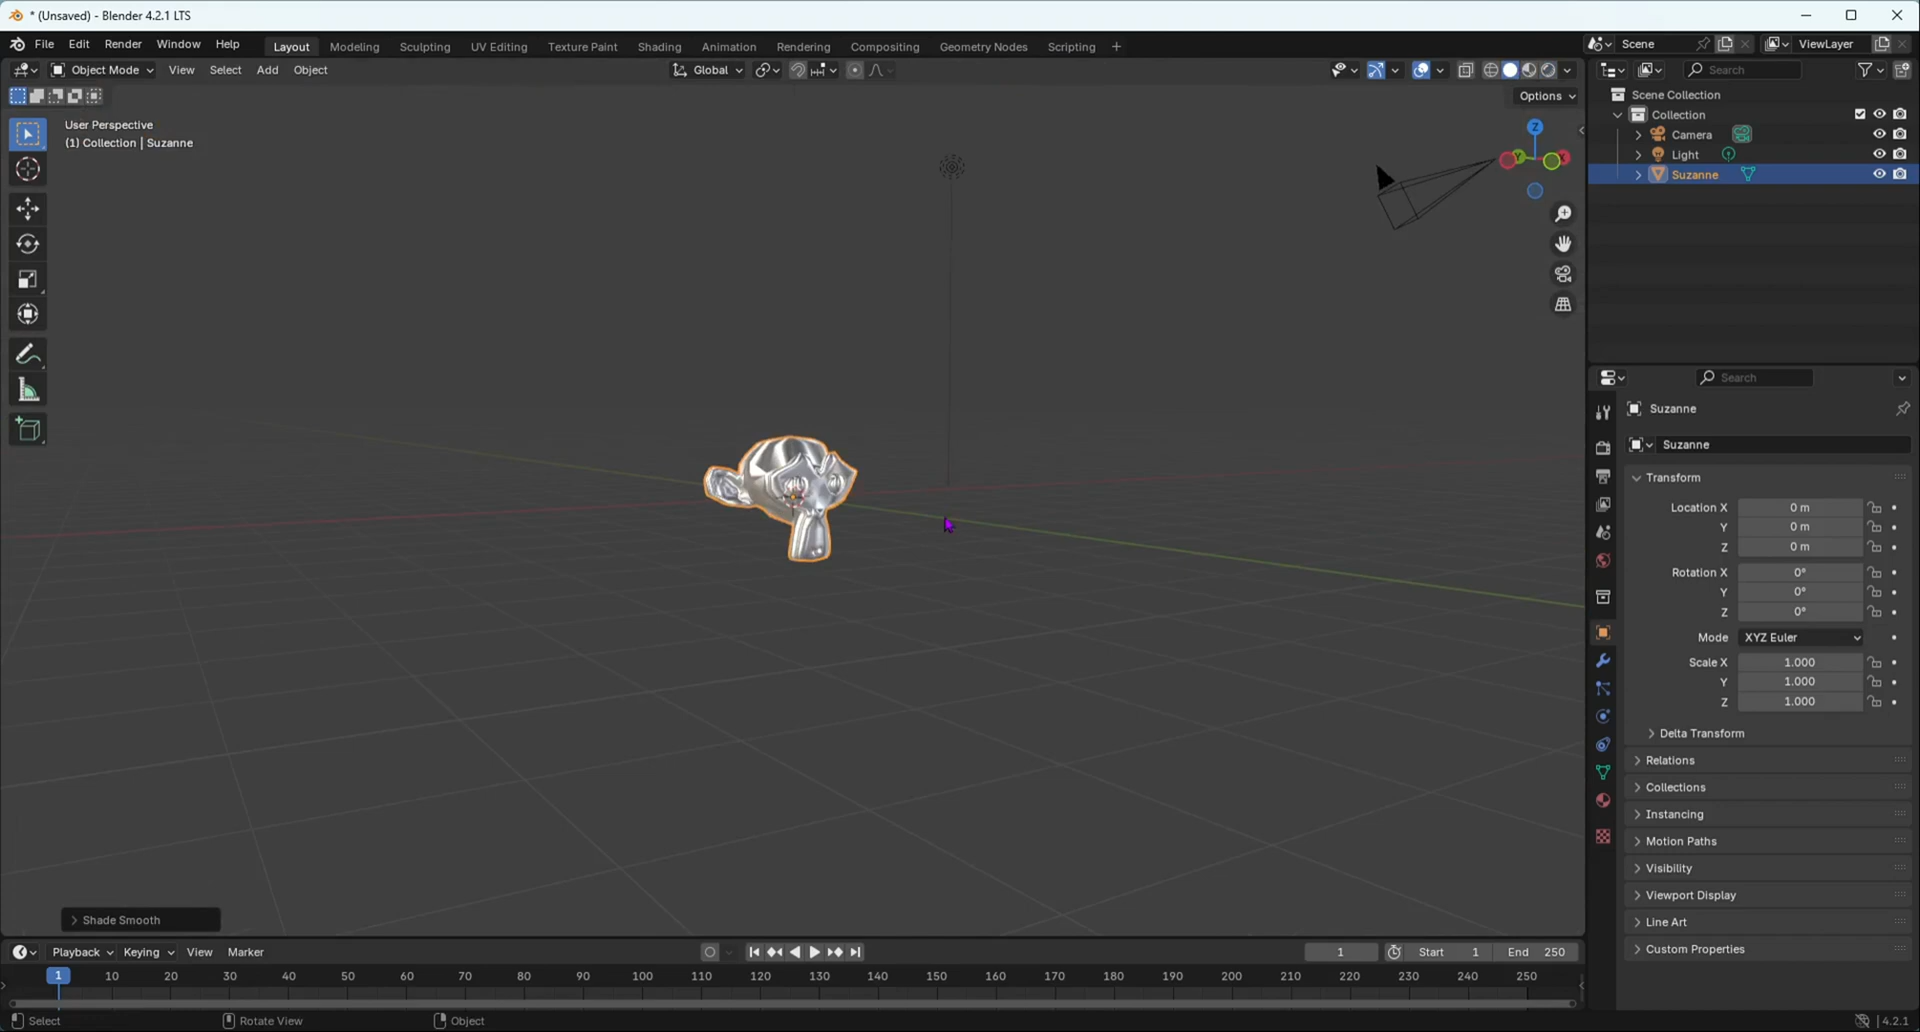 * (Unsaved) - Blender 4.2.1 LTS
File Edit Render Window Help Layout Modeling Sculpting UV Editing Texture Paint Shading Animation Rendering Compositing Geometry Nodes Scripting + Scene ViewLayer
Object Mode View Select Add Object Global Search
Options
User Perspective
(1) Collection | Suzanne
Z
Y
X
Scene Collection
Collection
Camera
Light
Suzanne
Search
Suzanne
Suzanne
Transform
Location X 0 m
Y 0 m
Z 0 m
Rotation X 0°
Y 0°
Z 0°
Mode XYZ Euler
Scale X 1.000
Y 1.000
Z 1.000
Delta Transform
Relations
Collections
Instancing
Motion Paths
Visibility
Viewport Display
Line Art
Custom Properties
Shade Smooth
Playback Keying View Marker 1 Start 1 End 250
1 10 20 30 40 50 60 70 80 90 100 110 120 130 140 150 160 170 180 190 200 210 220 230 240 250
Select Rotate View Object 4.2.1